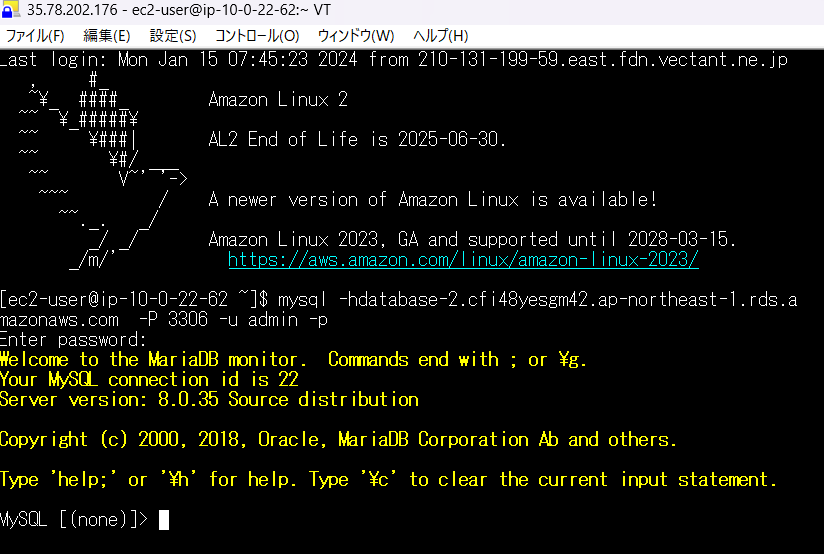 35.78.202.176 - ec2-user@ip-10-0-22-62:~ VT
ファイル(F) 編集(E) 設定(S) コントロール(O) ウィンドウ(W) ヘルプ(H)
Last login: Mon Jan 15 07:45:23 2024 from 210-131-199-59.east.fdn.vectant.ne.jp
   ,     #_
   ~¥_  ####_        Amazon Linux 2
  ~~  ¥_#####¥
  ~~     ¥###|       AL2 End of Life is 2025-06-30.
  ~~       ¥#/ ___
   ~~       V~' '->
    ~~~         /    A newer version of Amazon Linux is available!
      ~~._.   _/
         _/ _/       Amazon Linux 2023, GA and supported until 2028-03-15.
       _/m/'           https://aws.amazon.com/linux/amazon-linux-2023/
[ec2-user@ip-10-0-22-62 ~]$ mysql -hdatabase-2.cfi48yesgm42.ap-northeast-1.rds.a
mazonaws.com  -P 3306 -u admin -p
Enter password:
Welcome to the MariaDB monitor.  Commands end with ; or ¥g.
Your MySQL connection id is 22
Server version: 8.0.35 Source distribution
Copyright (c) 2000, 2018, Oracle, MariaDB Corporation Ab and others.
Type 'help;' or '¥h' for help. Type '¥c' to clear the current input statement.
MySQL [(none)]>